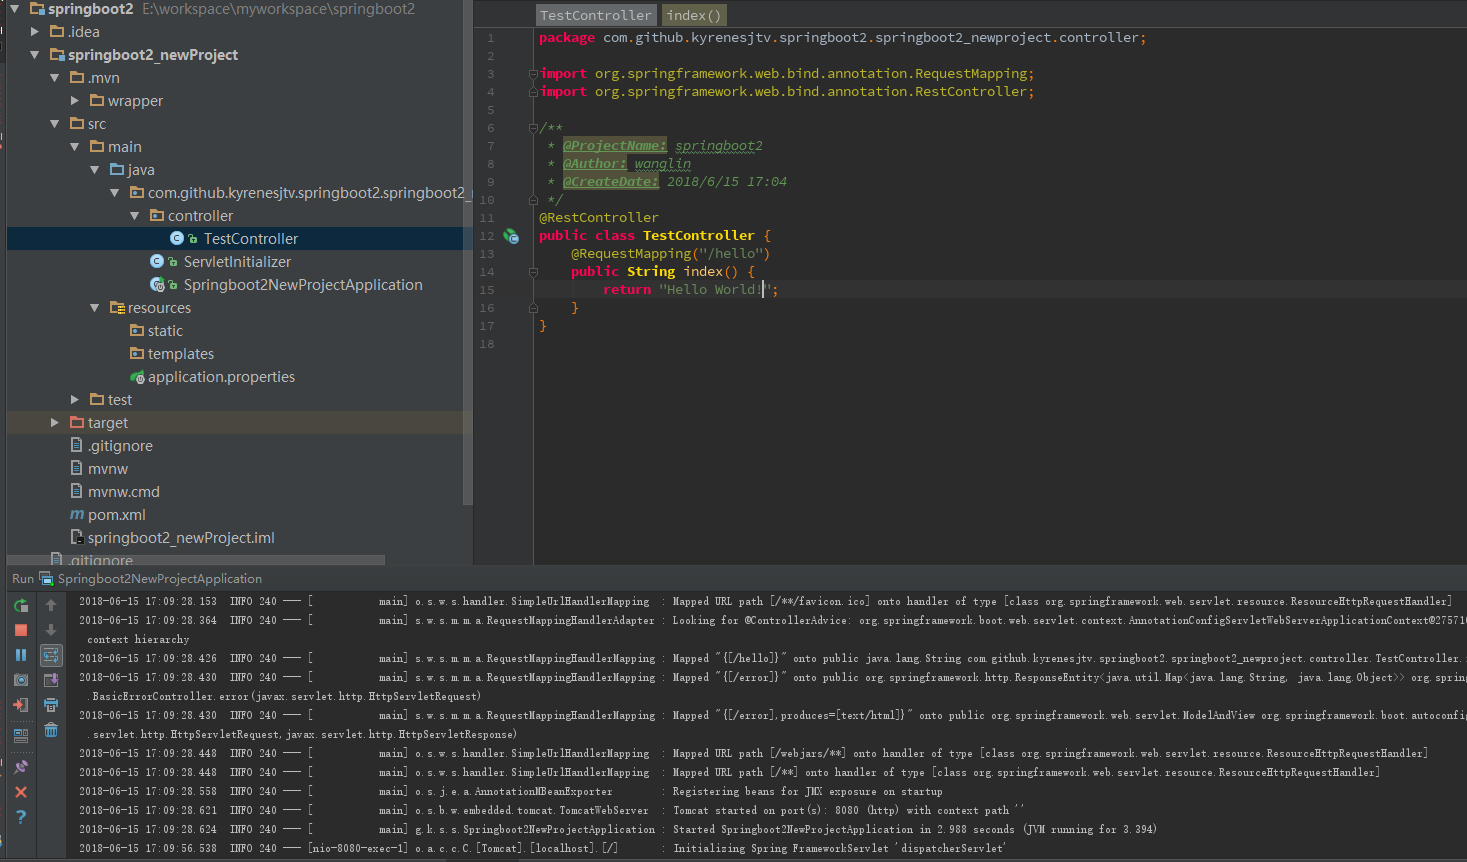 springboot2 E:\workspace\myworkspace\springboot2
.idea
springboot2_newProject
.mvn
wrapper
src
main
java
com.github.kyrenesjtv.springboot2.springboot2_
controller
TestController
ServletInitializer
Springboot2NewProjectApplication
resources
static
templates
application.properties
test
target
.gitignore
mvnw
mvnw.cmd
pom.xml
springboot2_newProject.iml
.gitignore
TestController index()
1 package com.github.kyrenesjtv.springboot2.springboot2_newproject.controller;
2
3 import org.springframework.web.bind.annotation.RequestMapping;
4 import org.springframework.web.bind.annotation.RestController;
5
6 /**
7 * @ProjectName: springboot2
8 * @Author: wanglin
9 * @CreateDate: 2018/6/15 17:04
10 */
11 @RestController
12 public class TestController {
13 @RequestMapping("/hello")
14 public String index() {
15 return "Hello World!";
16 }
17 }
18
Run Springboot2NewProjectApplication
2018-06-15 17:09:28.153 INFO 240 --- [ main] o.s.w.s.handler.SimpleUrlHandlerMapping : Mapped URL path [/**/favicon.ico] onto handler of type [class org.springframework.web.servlet.resource.ResourceHttpRequestHandler]
2018-06-15 17:09:28.364 INFO 240 --- [ main] s.w.s.m.m.a.RequestMappingHandlerAdapter : Looking for @ControllerAdvice: org.springframework.boot.web.servlet.context.AnnotationConfigServletWebServerApplicationContext@27571
context hierarchy
2018-06-15 17:09:28.426 INFO 240 --- [ main] s.w.s.m.m.a.RequestMappingHandlerMapping : Mapped "{[/hello]}" onto public java.lang.String com.github.kyrenesjtv.springboot2.springboot2_newproject.controller.TestController.
2018-06-15 17:09:28.430 INFO 240 --- [ main] s.w.s.m.m.a.RequestMappingHandlerMapping : Mapped "{[/error]}" onto public org.springframework.http.ResponseEntity<java.util.Map<java.lang.String, java.lang.Object>> org.spring
.BasicErrorController.error(javax.servlet.http.HttpServletRequest)
2018-06-15 17:09:28.430 INFO 240 --- [ main] s.w.s.m.m.a.RequestMappingHandlerMapping : Mapped "{[/error],produces=[text/html]}" onto public org.springframework.web.servlet.ModelAndView org.springframework.boot.autoconfig
.servlet.http.HttpServletRequest,javax.servlet.http.HttpServletResponse)
2018-06-15 17:09:28.448 INFO 240 --- [ main] o.s.w.s.handler.SimpleUrlHandlerMapping : Mapped URL path [/webjars/**] onto handler of type [class org.springframework.web.servlet.resource.ResourceHttpRequestHandler]
2018-06-15 17:09:28.448 INFO 240 --- [ main] o.s.w.s.handler.SimpleUrlHandlerMapping : Mapped URL path [/**] onto handler of type [class org.springframework.web.servlet.resource.ResourceHttpRequestHandler]
2018-06-15 17:09:28.558 INFO 240 --- [ main] o.s.j.e.a.AnnotationMBeanExporter : Registering beans for JMX exposure on startup
2018-06-15 17:09:28.621 INFO 240 --- [ main] o.s.b.w.embedded.tomcat.TomcatWebServer : Tomcat started on port(s): 8080 (http) with context path ''
2018-06-15 17:09:28.624 INFO 240 --- [ main] g.k.s.s.Springboot2NewProjectApplication : Started Springboot2NewProjectApplication in 2.988 seconds (JVM running for 3.394)
2018-06-15 17:09:56.538 INFO 240 --- [nio-8080-exec-1] o.a.c.c.C.[Tomcat].[localhost].[/] : Initializing Spring FrameworkServlet 'dispatcherServlet'